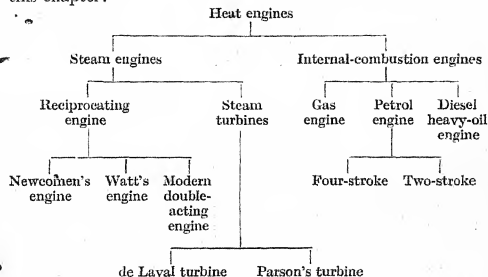 this chapter.
Heat engines
Steam engines Internal-combustion engines
Reciprocating Steam Gas Petrol Diesel
engine turbines engine engine heavy-oil
engine
Newcomen's Watt's Modern Four-stroke Two-stroke
engine engine double-
acting
engine
de Laval turbine Parson's turbine